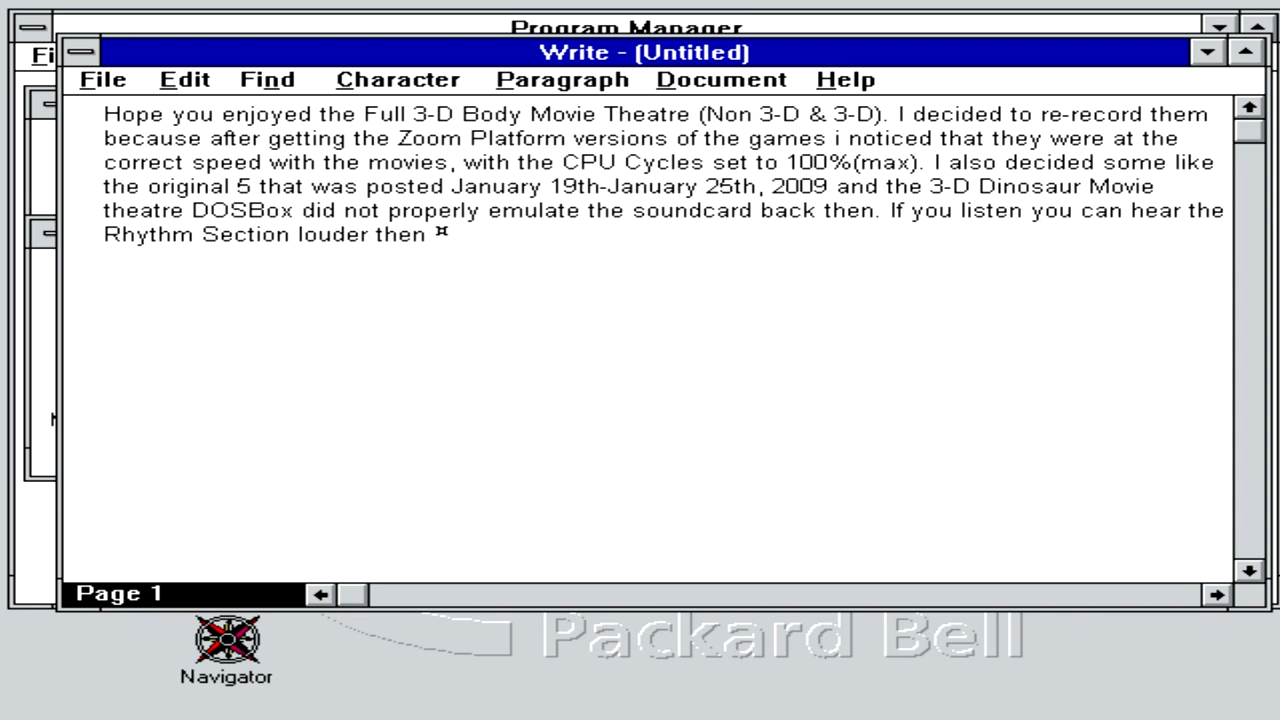 Program Manager
Fi
Write - (Untitled)
File Edit Find Character Paragraph Document Help
Hope you enjoyed the Full 3-D Body Movie Theatre (Non 3-D & 3-D). I decided to re-record them
because after getting the Zoom Platform versions of the games i noticed that they were at the
correct speed with the movies, with the CPU Cycles set to 100%(max). I also decided some like
the original 5 that was posted January 19th-January 25th, 2009 and the 3-D Dinosaur Movie
theatre DOSBox did not properly emulate the soundcard back then. If you listen you can hear the
Rhythm Section louder then ¤
Page 1
Packard Bell
Navigator